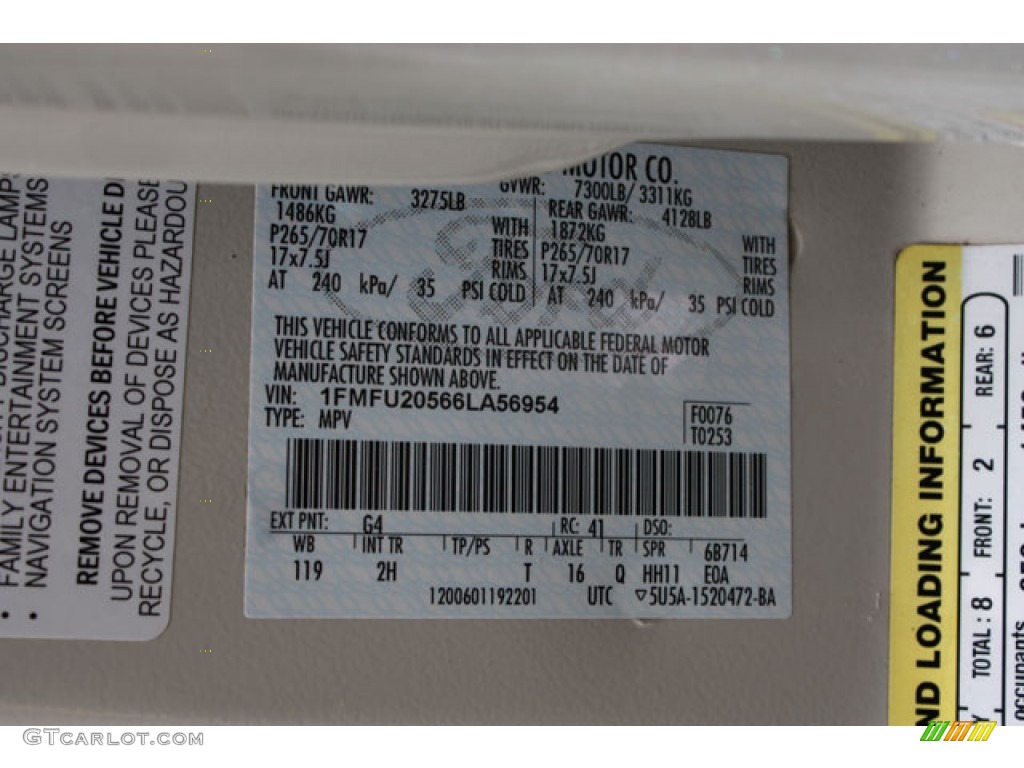 MOTOR CO.
FRONT GAWR: 3275LB
1486KG WITH
P265/70R17 TIRES
17x7.5J RIMS
AT 240 kPa/ 35 PSI COLD
GVWR: 7300LB/ 3311KG
REAR GAWR: 4128LB
1872KG WITH
P265/70R17 TIRES
17x7.5J RIMS
AT 240 kPa/ 35 PSI COLD
THIS VEHICLE CONFORMS TO ALL APPLICABLE FEDERAL MOTOR
VEHICLE SAFETY STANDARDS IN EFFECT ON THE DATE OF
MANUFACTURE SHOWN ABOVE.
VIN: 1FMFU20566LA56954
TYPE: MPV
F0076
T0253
EXT PNT: G4 RC: 41 DSO:
WB INT TR TP/PS R AXLE TR SPR 6B714
119 2H T 16 Q HH11 EOA
1200601192201 UTC ▽5U5A-1520472-BA
DISCHARGE LAMPS
• FAMILY ENTERTAINMENT SYSTEMS
• NAVIGATION SYSTEM SCREENS
REMOVE DEVICES BEFORE VEHICLE D
UPON REMOVAL OF DEVICES PLEASE
RECYCLE, OR DISPOSE AS HAZARDOU
ND LOADING INFORMATION
TOTAL: 8 FRONT: 2 REAR: 6
occupants
GTCARLOT.COM